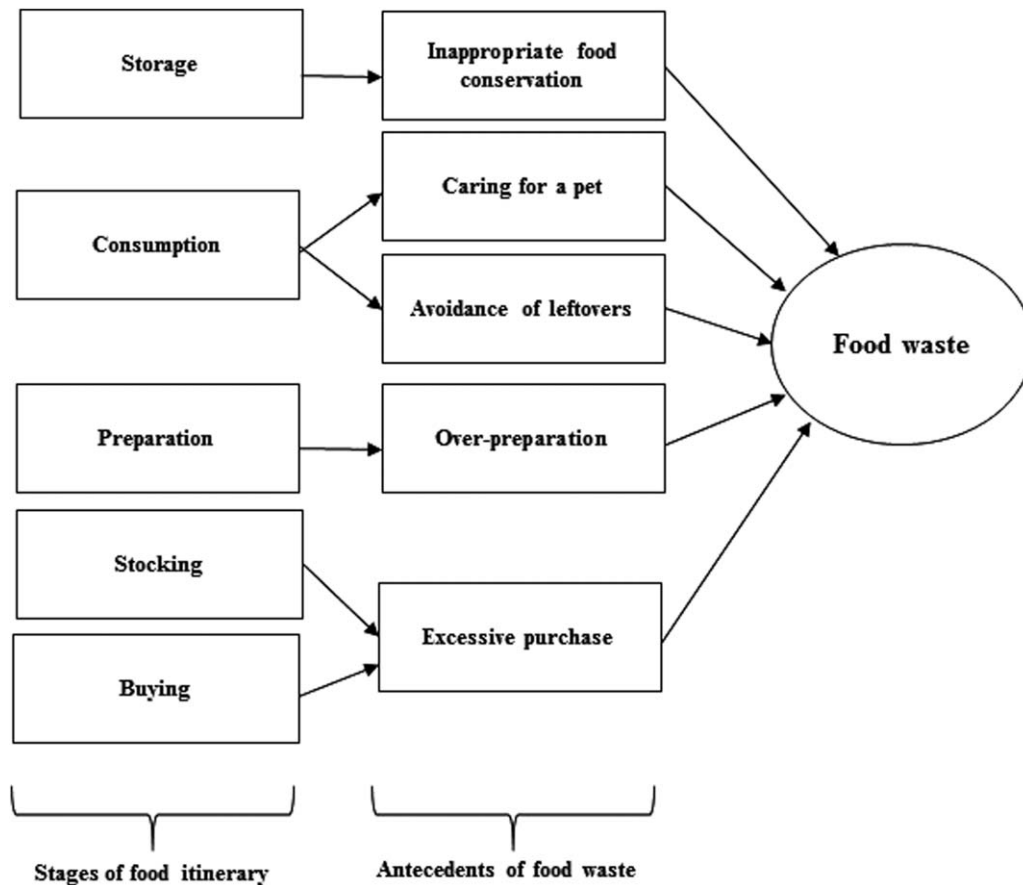 Storage
Inappropriate food
conservation
Caring for a pet
Consumption
Avoidance of leftovers
Food waste
Preparation
Over-preparation
Stocking
Excessive purchase
Buying
Stages of food itinerary
Antecedents of food waste